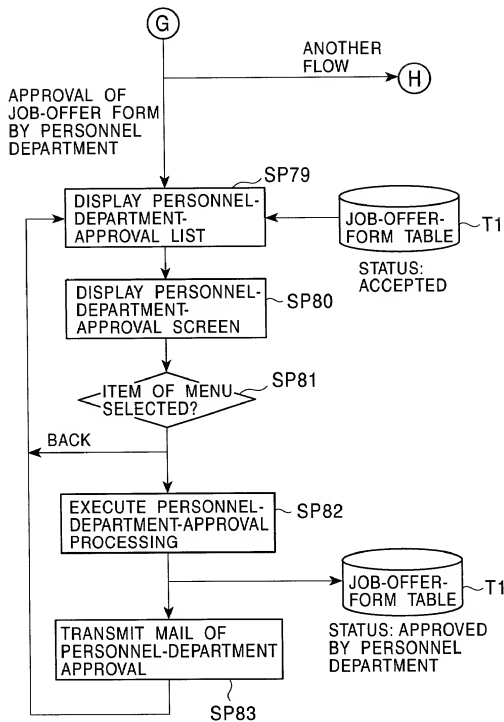 G
ANOTHER
FLOW
H
APPROVAL OF
JOB-OFFER FORM
BY PERSONNEL
DEPARTMENT
SP79
DISPLAY PERSONNEL-
DEPARTMENT-
APPROVAL LIST
JOB-OFFER-
FORM TABLE
T1
STATUS:
ACCEPTED
DISPLAY PERSONNEL-
DEPARTMENT-
APPROVAL SCREEN
SP80
ITEM OF MENU
SELECTED?
SP81
BACK
EXECUTE PERSONNEL-
DEPARTMENT-APPROVAL
PROCESSING
SP82
JOB-OFFER-
FORM TABLE
T1
STATUS: APPROVED
BY PERSONNEL
DEPARTMENT
TRANSMIT MAIL OF
PERSONNEL-DEPARTMENT
APPROVAL
SP83